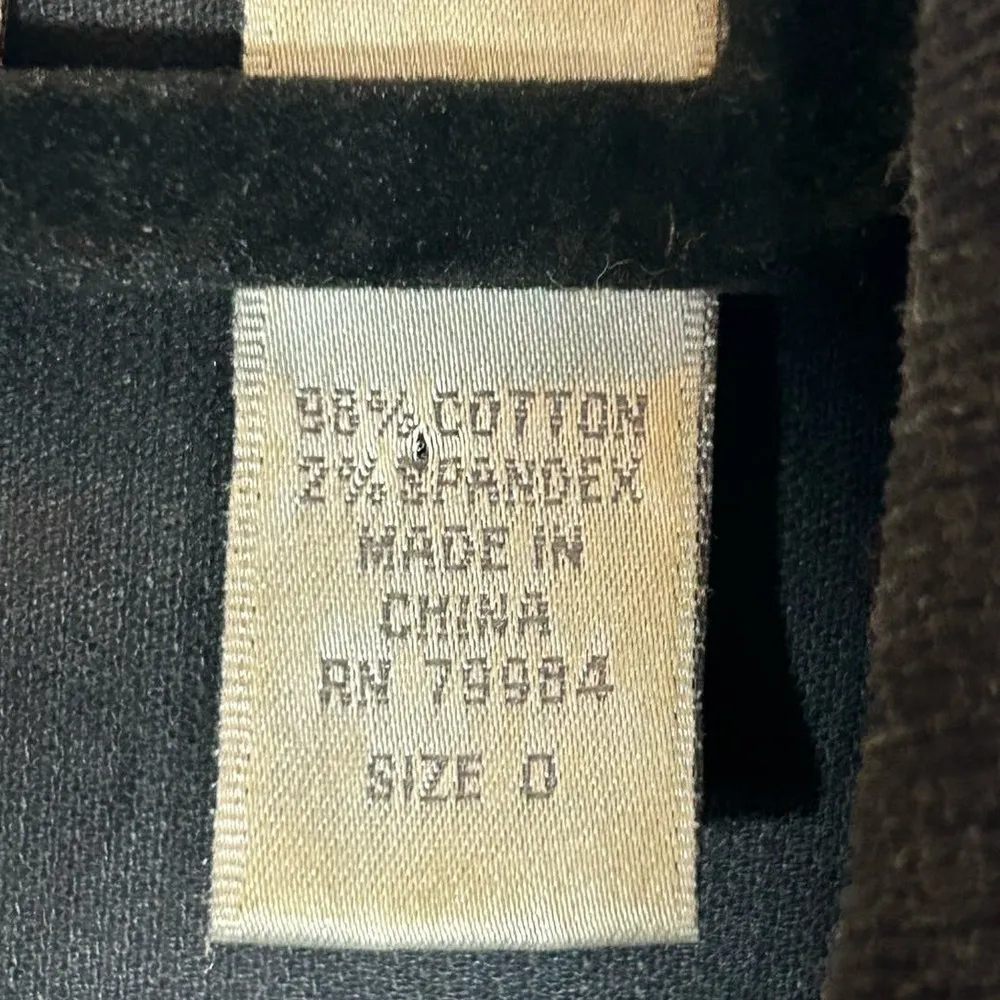 98% COTTON
2% SPANDEX
MADE IN
CHINA
RN 79984
SIZE 0